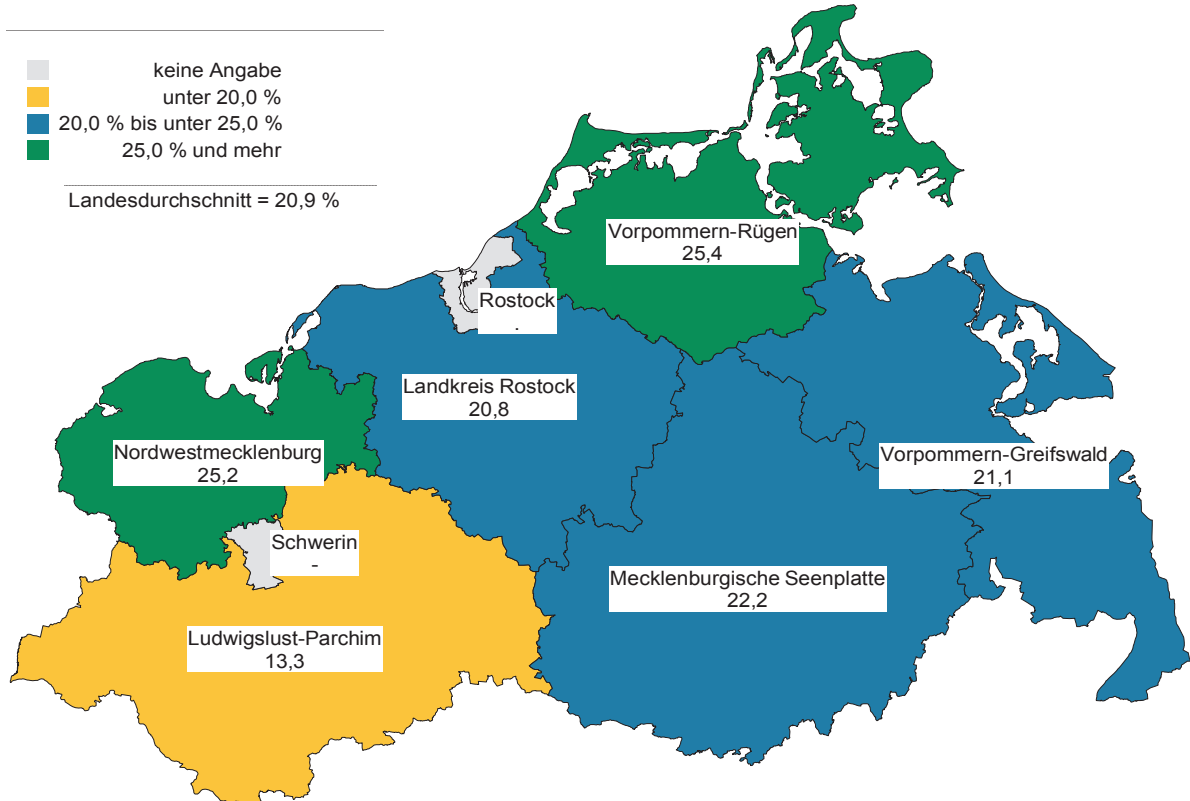 keine Angabe
unter 20,0 %
20,0 % bis unter 25,0 %
25,0 % und mehr
Landesdurchschnitt = 20,9 %
Vorpommern-Rügen
25,4
Rostock
.
Landkreis Rostock
20,8
Nordwestmecklenburg
25,2
Vorpommern-Greifswald
21,1
Schwerin
-
Mecklenburgische Seenplatte
22,2
Ludwigslust-Parchim
13,3